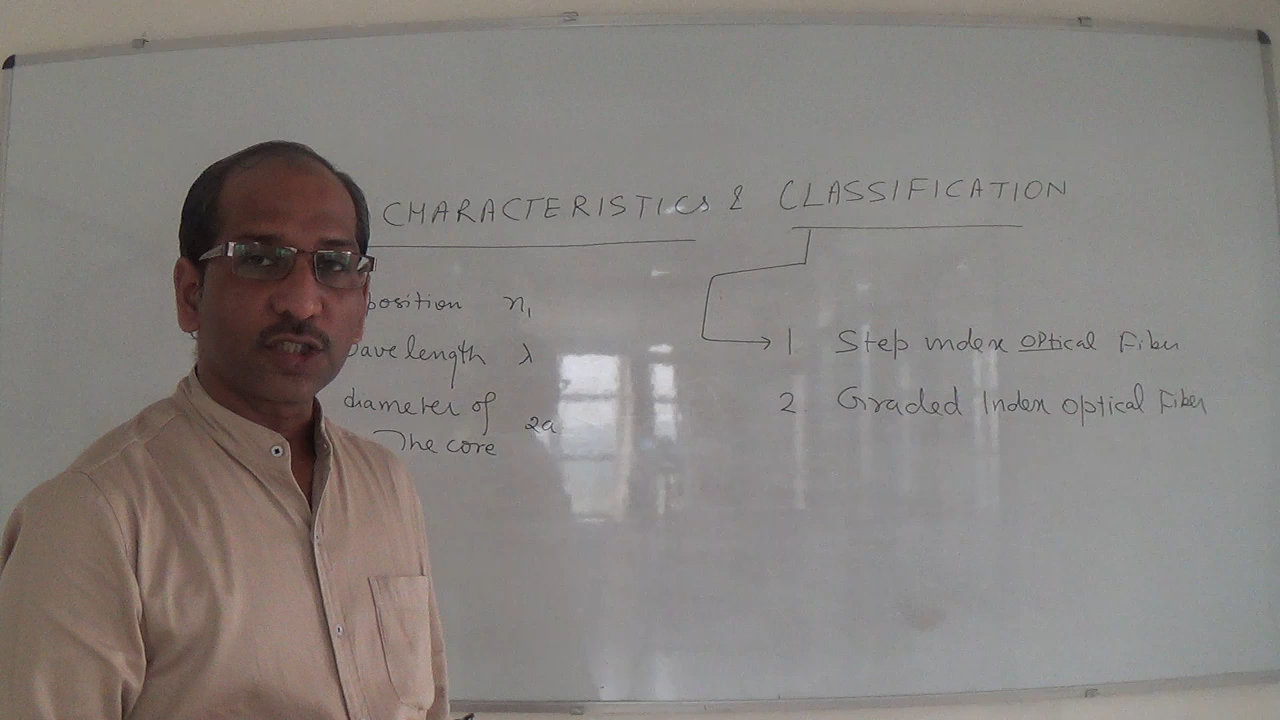 CHARACTERISTICS & CLASSIFICATION
position n₁
wavelength λ
diameter of
The core 2a
1 Step index optical Fiber
2. Graded Index optical Fiber